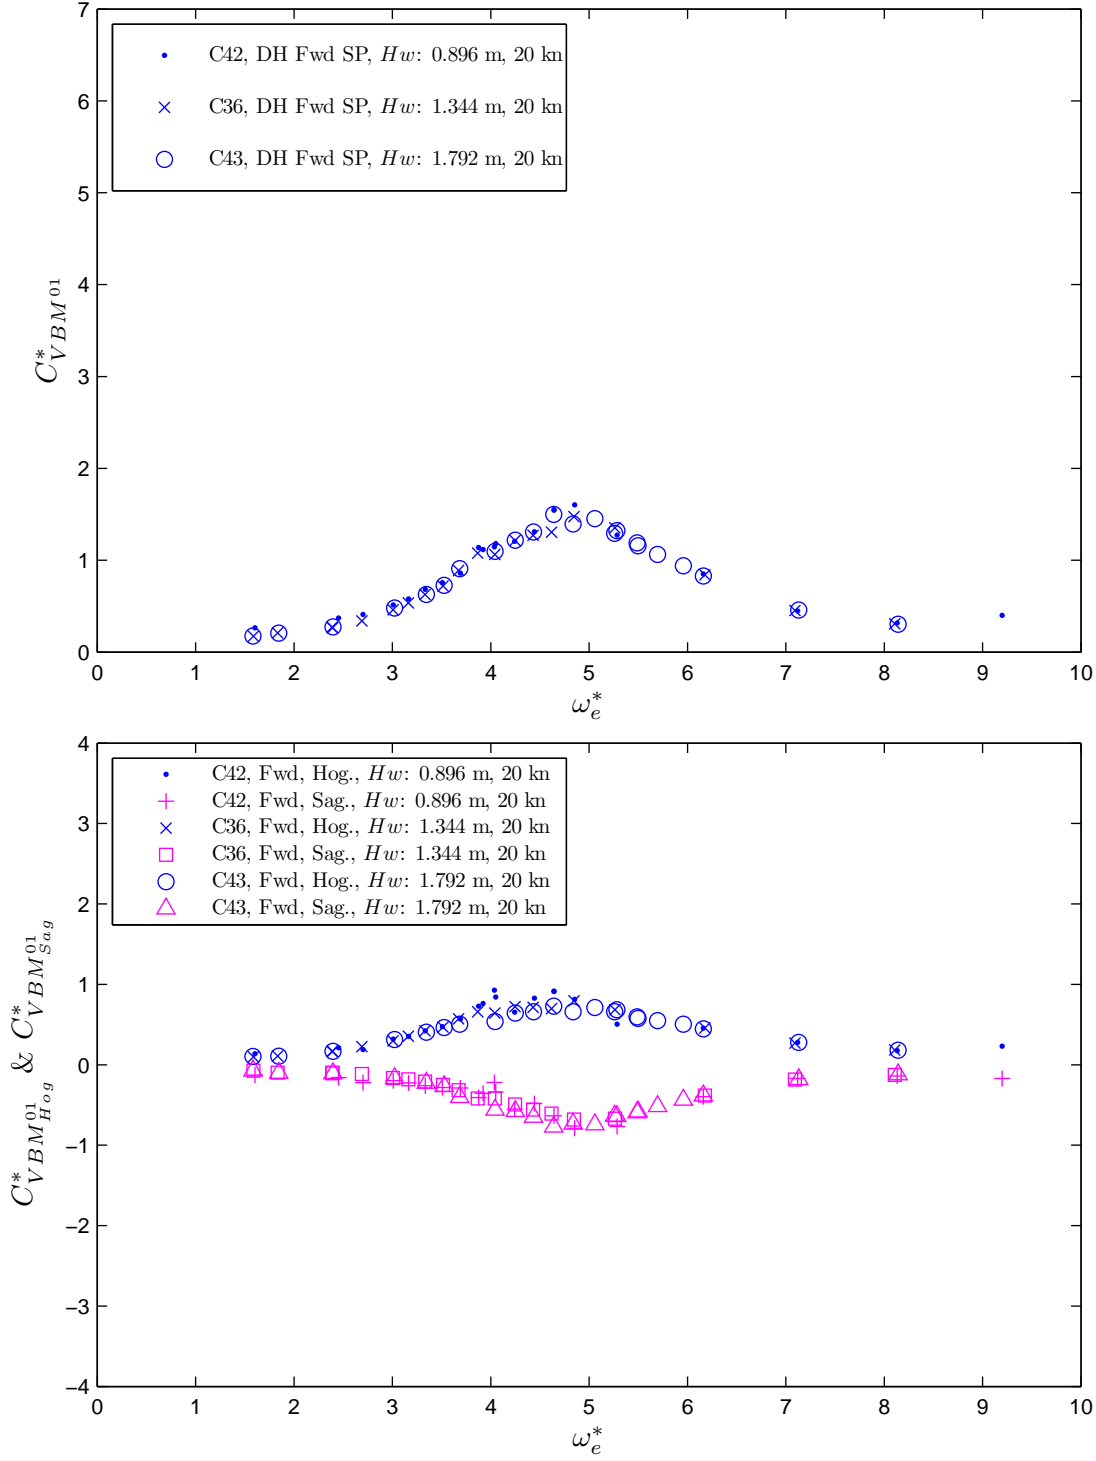 7
6
5
4
3
2
1
0
C*VBM01
C42, DH Fwd SP, Hw: 0.896 m, 20 kn
C36, DH Fwd SP, Hw: 1.344 m, 20 kn
C43, DH Fwd SP, Hw: 1.792 m, 20 kn
0 1 2 3 4 5 6 7 8 9 10
ω*e
4
3
2
1
0
−1
−2
−3
−4
C*VBM01Hog & C*VBM01Sag
C42, Fwd, Hog., Hw: 0.896 m, 20 kn
C42, Fwd, Sag., Hw: 0.896 m, 20 kn
C36, Fwd, Hog., Hw: 1.344 m, 20 kn
C36, Fwd, Sag., Hw: 1.344 m, 20 kn
C43, Fwd, Hog., Hw: 1.792 m, 20 kn
C43, Fwd, Sag., Hw: 1.792 m, 20 kn
0 1 2 3 4 5 6 7 8 9 10
ω*e